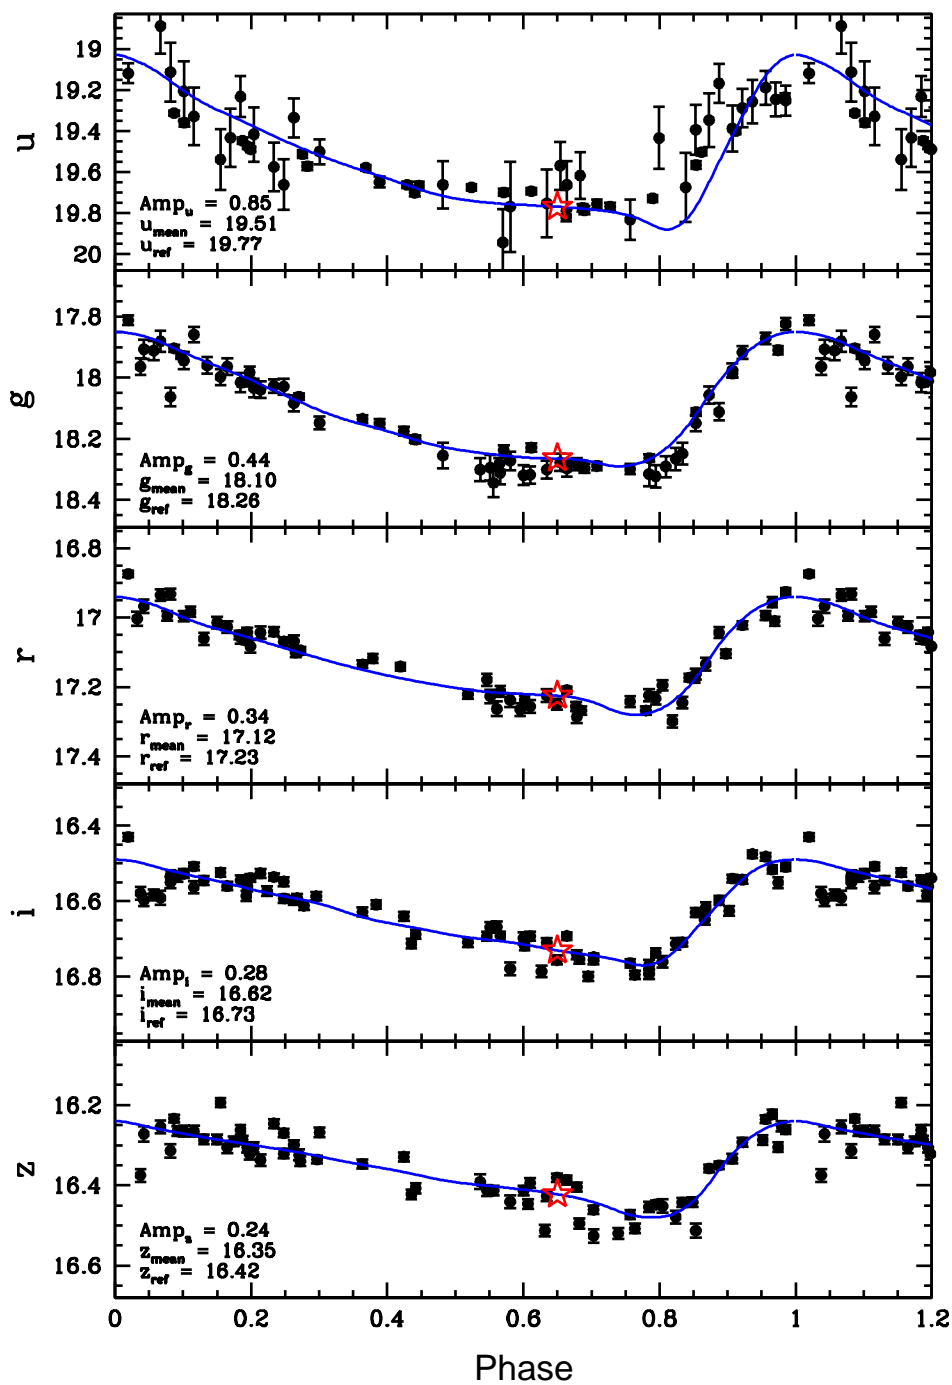 19
19.2
19.4
19.6
19.8
20
u
Amp_u = 0.85
u_mean = 19.51
u_ref = 19.77
17.8
18
18.2
18.4
g
Amp_g = 0.44
g_mean = 18.10
g_ref = 18.26
16.8
17
17.2
17.4
r
Amp_r = 0.34
r_mean = 17.12
r_ref = 17.23
16.4
16.6
16.8
i
Amp_i = 0.28
i_mean = 16.62
i_ref = 16.73
16.2
16.4
16.6
z
Amp_z = 0.24
z_mean = 16.35
z_ref = 16.42
0 0.2 0.4 0.6 0.8 1 1.2
Phase